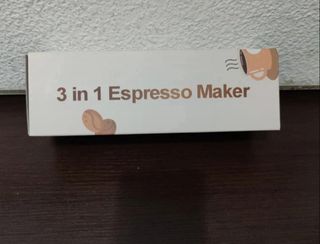 3 in 1 Espresso Maker